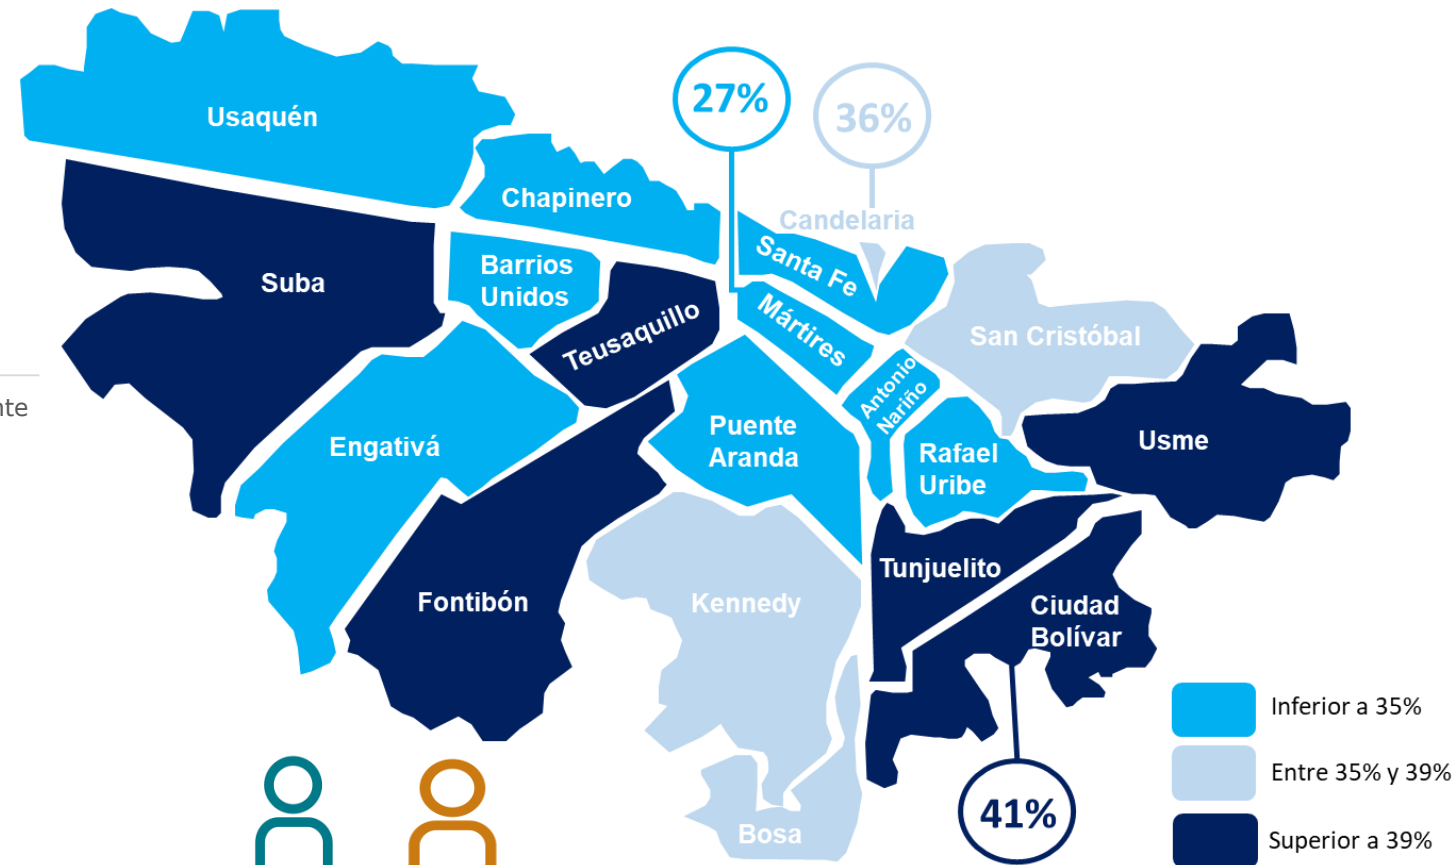 27%
36%
Usaquén
Chapinero
Candelaria
Santa Fe
Suba
Barrios
Unidos
Teusaquillo
Mártires
San Cristóbal
Antonio
Nariño
nte
Engativá
Puente
Aranda
Rafael
Uribe
Usme
Fontibón
Kennedy
Tunjuelito
Ciudad
Bolívar
Bosa
41%
Inferior a 35%
Entre 35% y 39%
Superior a 39%